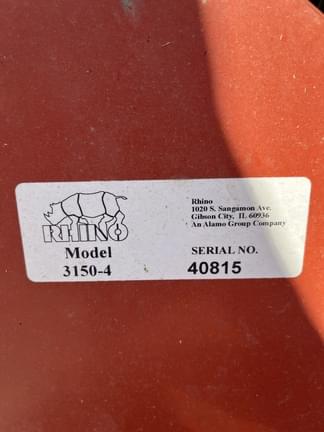 RHINO
Model
3150-4
Rhino
1020 S. Sangamon Ave.
Gibson City, IL 60936
An Alamo Group Company
SERIAL NO.
40815